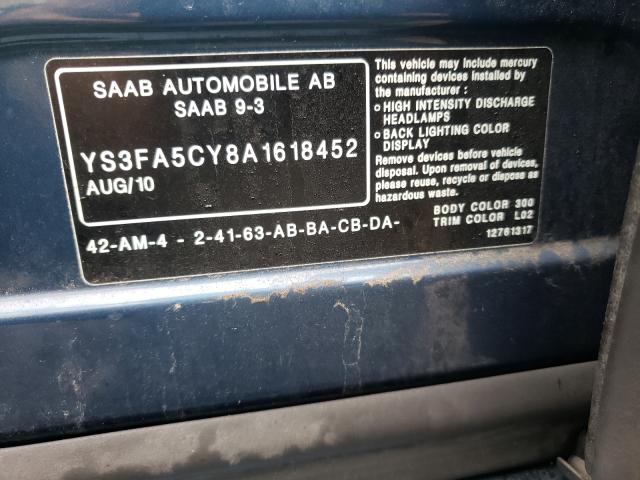 SAAB AUTOMOBILE AB
SAAB 9-3
YS3FA5CY8A1618452
AUG/10
42-AM-4 - 2-41-63-AB-BA-CB-DA-
This vehicle may include mercury
containing devices installed by
the manufacturer :
o HIGH INTENSITY DISCHARGE
HEADLAMPS
o BACK LIGHTING COLOR
DISPLAY
Remove devices before vehicle
disposal. Upon removal of devices,
please reuse, recycle or dispose as
hazardous waste.
BODY COLOR 300
TRIM COLOR L02
12761317